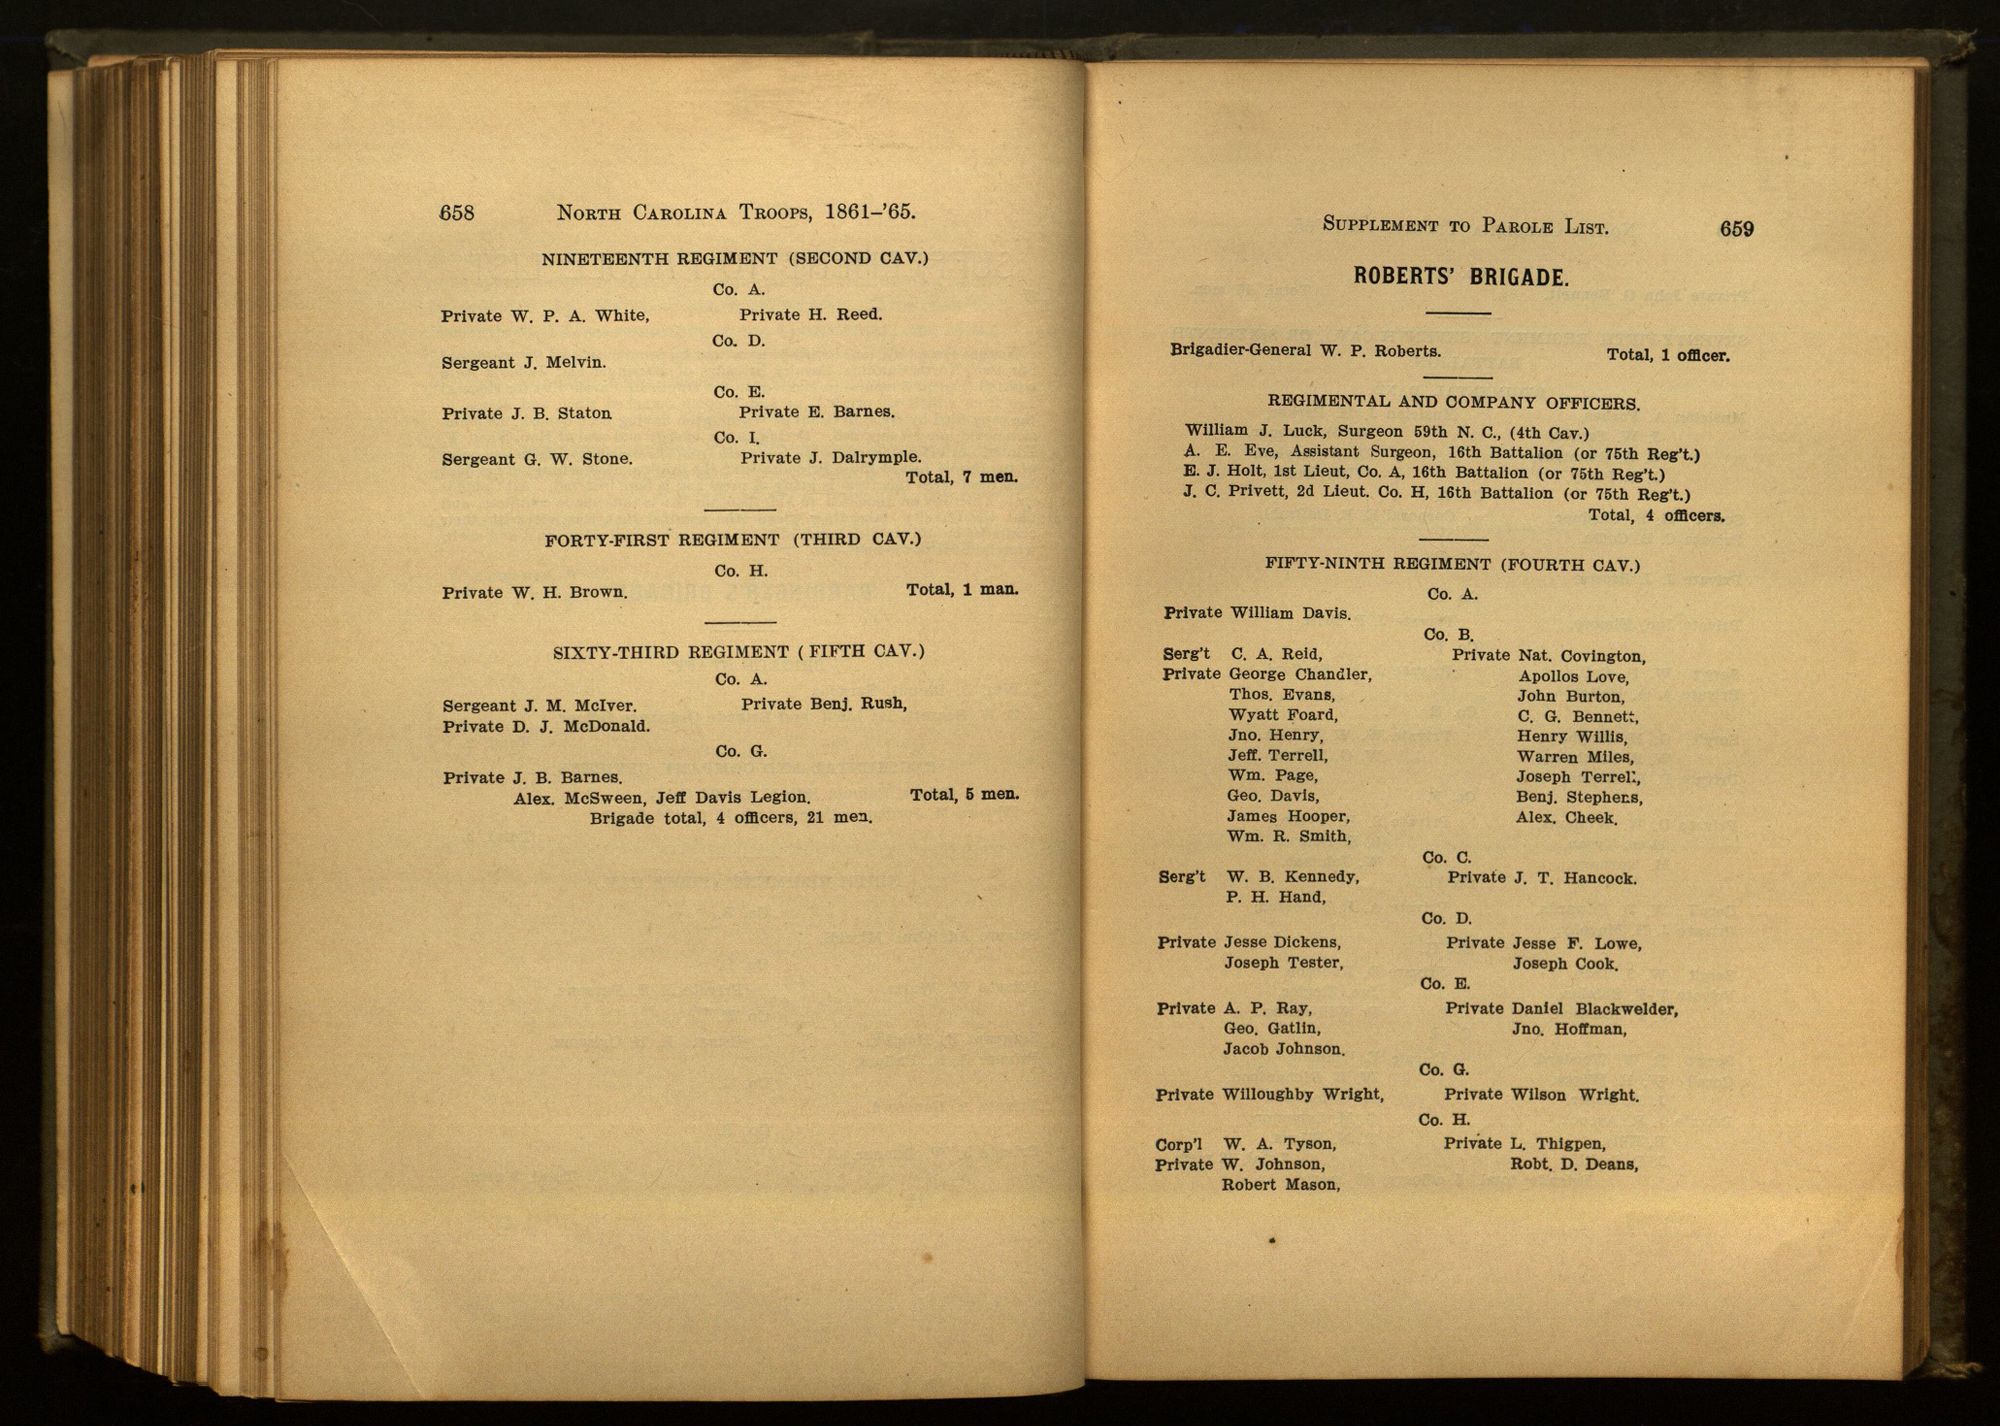 658 North Carolina Troops, 1861-'65.
NINETEENTH REGIMENT (SECOND CAV.)
Co. A.
Private W. P. A. White, Private H. Reed.
Co. D.
Sergeant J. Melvin.
Co. E.
Private J. B. Staton Private E. Barnes.
Co. I.
Sergeant G. W. Stone. Private J. Dalrymple.
Total, 7 men.
FORTY-FIRST REGIMENT (THIRD CAV.)
Co. H.
Private W. H. Brown. Total, 1 man.
SIXTY-THIRD REGIMENT (FIFTH CAV.)
Co. A.
Sergeant J. M. McIver. Private Benj. Rush,
Private D. J. McDonald.
Co. G.
Private J. B. Barnes.
Alex. McSween, Jeff Davis Legion. Total, 5 men.
Brigade total, 4 officers, 21 men.
Supplement to Parole List. 659
ROBERTS' BRIGADE.
Brigadier-General W. P. Roberts. Total, 1 officer.
REGIMENTAL AND COMPANY OFFICERS.
William J. Luck, Surgeon 59th N. C., (4th Cav.)
A. E. Eve, Assistant Surgeon, 16th Battalion (or 75th Reg't.)
E. J. Holt, 1st Lieut, Co. A, 16th Battalion (or 75th Reg't.)
J. C. Privett, 2d Lieut. Co. H, 16th Battalion (or 75th Reg't.)
Total, 4 officers.
FIFTY-NINTH REGIMENT (FOURTH CAV.)
Co. A.
Private William Davis.
Co. B.
Serg't C. A. Reid, Private Nat. Covington,
Private George Chandler, Apollos Love,
Thos. Evans, John Burton,
Wyatt Foard, C. G. Bennett,
Jno. Henry, Henry Willis,
Jeff. Terrell, Warren Miles,
Wm. Page, Joseph Terrell,
Geo. Davis, Benj. Stephens,
James Hooper, Alex. Cheek.
Wm. R. Smith,
Co. C.
Serg't W. B. Kennedy, Private J. T. Hancock.
P. H. Hand,
Co. D.
Private Jesse Dickens, Private Jesse F. Lowe,
Joseph Tester, Joseph Cook.
Co. E.
Private A. P. Ray, Private Daniel Blackwelder,
Geo. Gatlin, Jno. Hoffman,
Jacob Johnson.
Co. G.
Private Willoughby Wright, Private Wilson Wright.
Co. H.
Corp'l W. A. Tyson, Private L. Thigpen,
Private W. Johnson, Robt. D. Deans,
Robert Mason,